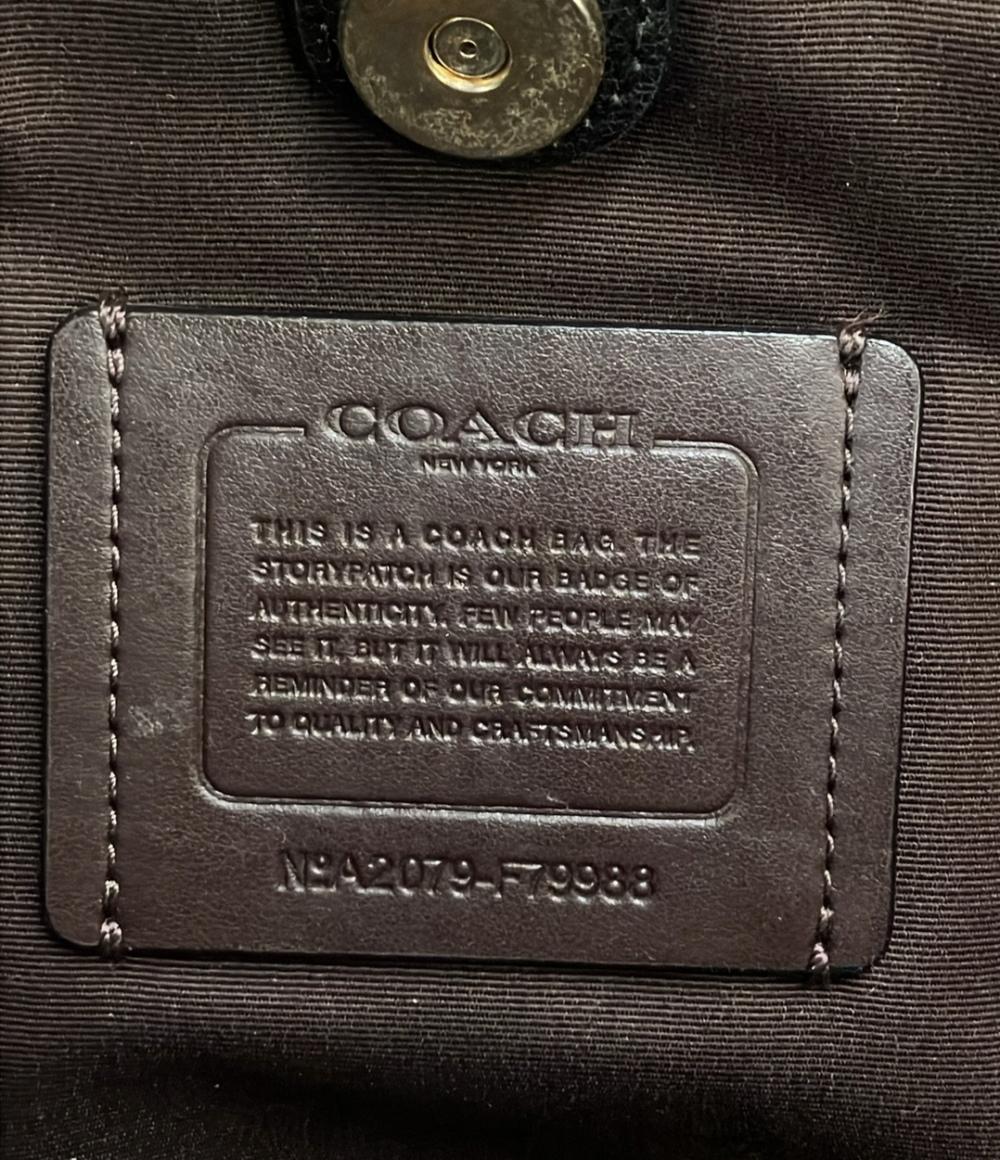 COACH
NEW YORK
THIS IS A COACH BAG. THE
STORYPATCH IS OUR BADGE OF
AUTHENTICITY. FEW PEOPLE MAY
SEE IT, BUT IT WILL ALWAYS BE A
REMINDER OF OUR COMMITMENT
TO QUALITY AND CRAFTSMANSHIP.
NºA2079-F79988